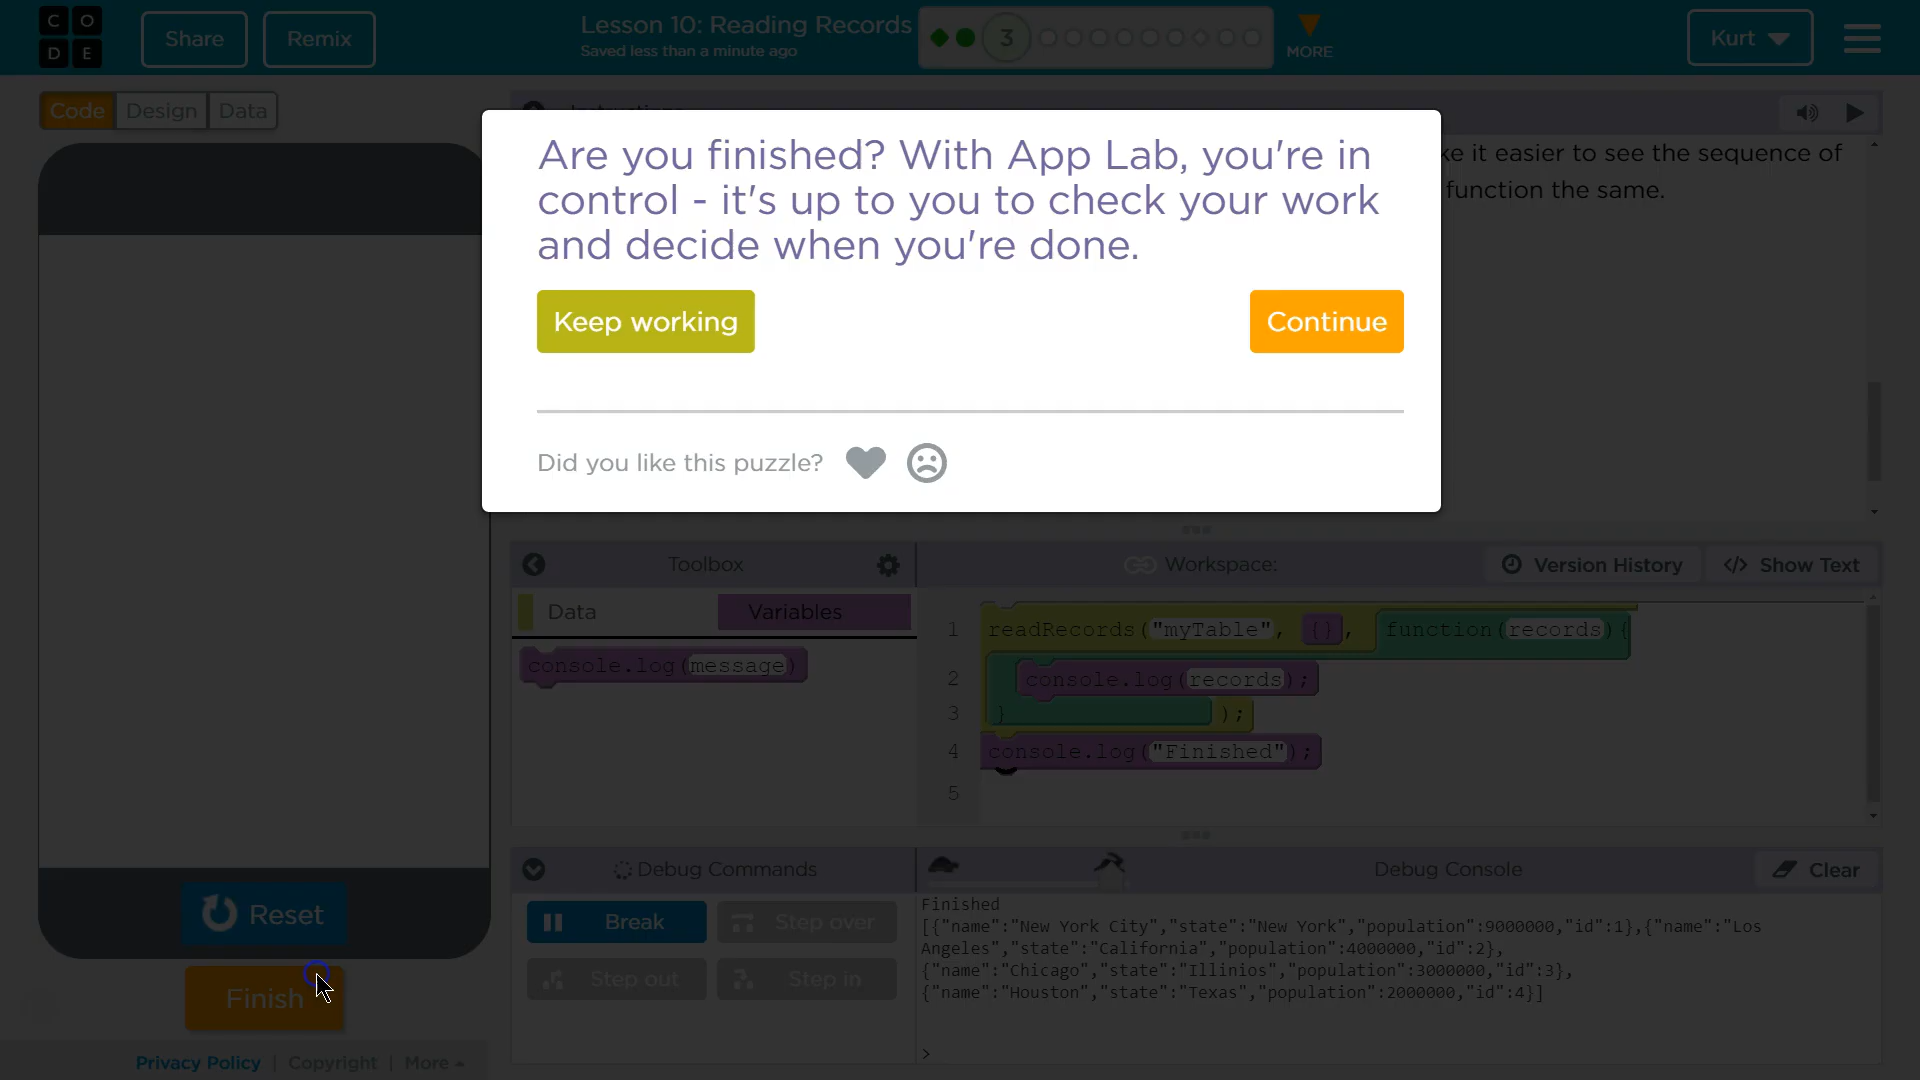 C O
D E
Share
Remix
Lesson 10: Reading Records
Saved less than a minute ago
3
MORE
Kurt
Code
Design
Data
Instructions
Are you finished? With App Lab, you're in
control - it's up to you to check your work
and decide when you're done.
Keep working
Continue
Did you like this puzzle?
ke it easier to see the sequence of
function the same.
Toolbox
Workspace:
Version History
</> Show Text
Data
Variables
console.log(message)
1 readRecords("myTable", {}, function(records){
2 console.log(records);
3 } );
4 console.log("Finished");
5
Reset
Finish
Debug Commands
Debug Console
Clear
Break
Step over
Step out
Step in
Finished
[{"name":"New York City","state":"New York","population":9000000,"id":1},{"name":"Los
Angeles","state":"California","population":4000000,"id":2},
{"name":"Chicago","state":"Illinios","population":3000000,"id":3},
{"name":"Houston","state":"Texas","population":2000000,"id":4}]
>
Privacy Policy | Copyright | More